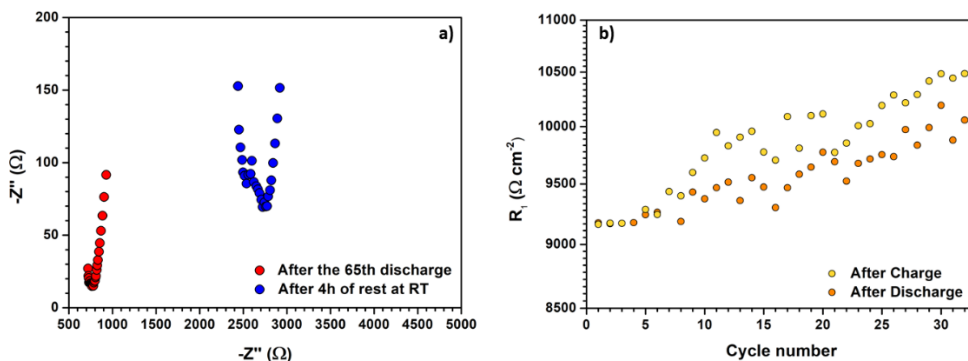 a)
200
150
100
50
0
-Z" (Ω)
After the 65th discharge
After 4h of rest at RT
500 1000 1500 2000 2500 3000 3500 4000 4500 5000
-Z" (Ω)
b)
11000
10500
10000
9500
9000
8500
R₁ (Ω cm⁻²)
After Charge
After Discharge
0 5 10 15 20 25 30
Cycle number